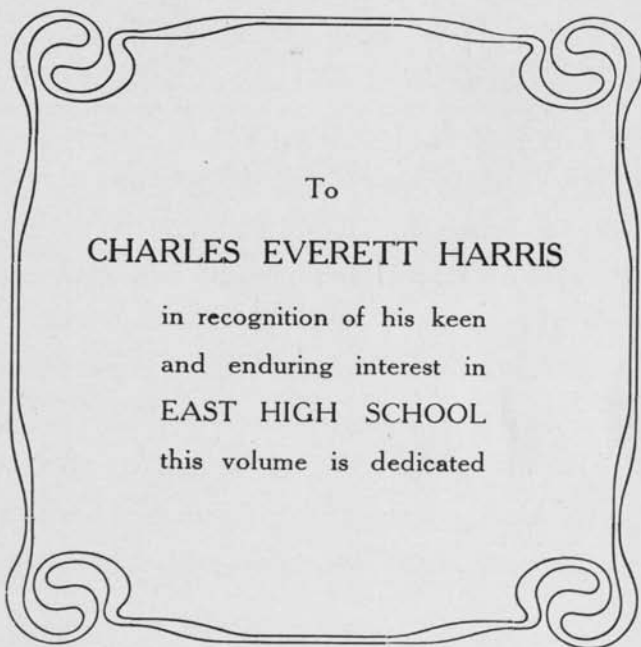 To
CHARLES EVERETT HARRIS
in recognition of his keen
and enduring interest in
EAST HIGH SCHOOL
this volume is dedicated